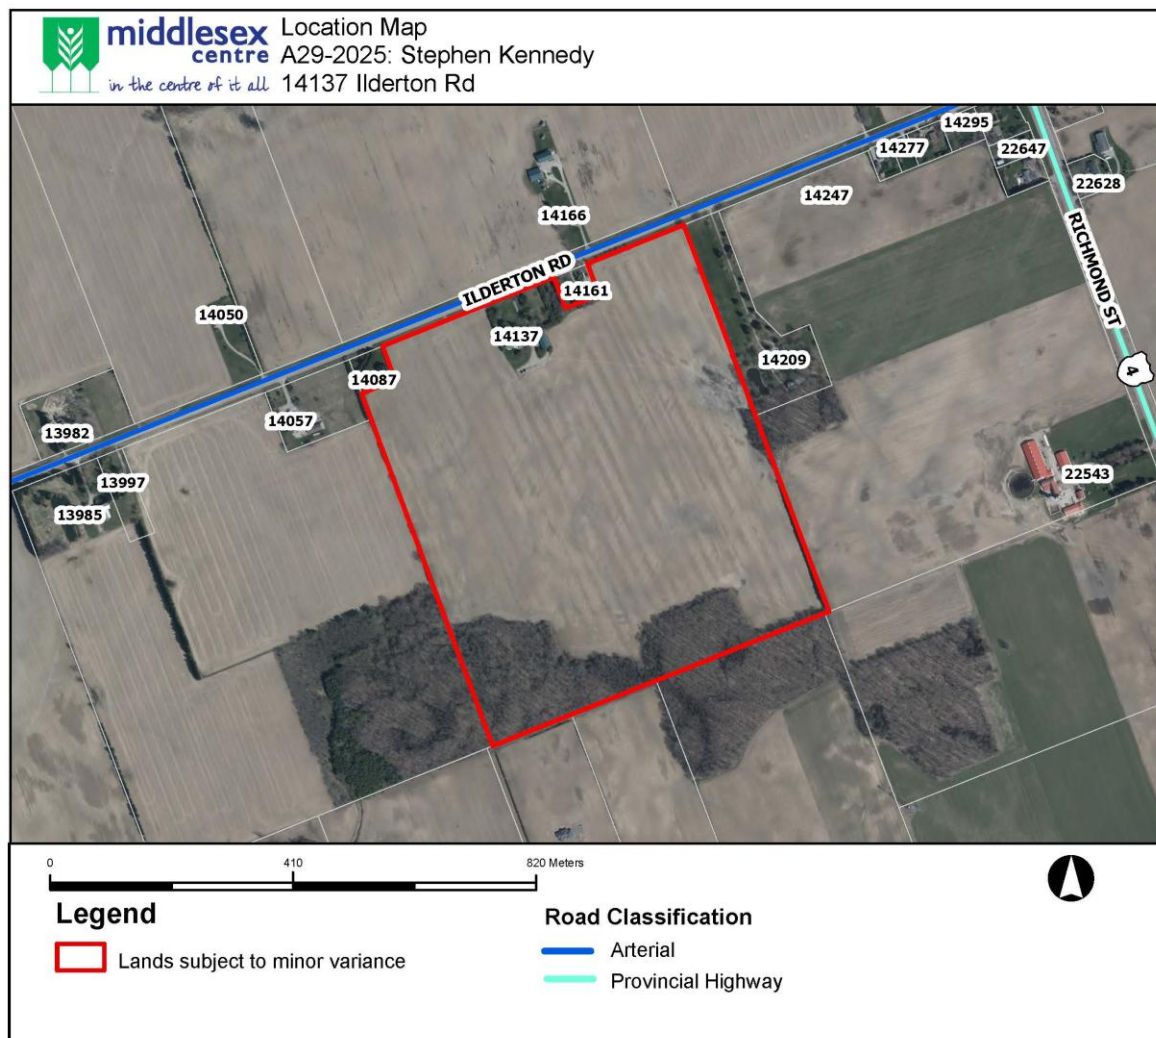 middlesex
centre
in the centre of it all
Location Map
A29-2025: Stephen Kennedy
14137 Ilderton Rd
14295
14277
22647
22628
14247
14166
RICHMOND ST
ILDERTON RD
14161
14050
14137
14209
14087
4
14057
13982
22543
13997
13985
0
410
820 Meters
Legend
Lands subject to minor variance
Road Classification
Arterial
Provincial Highway